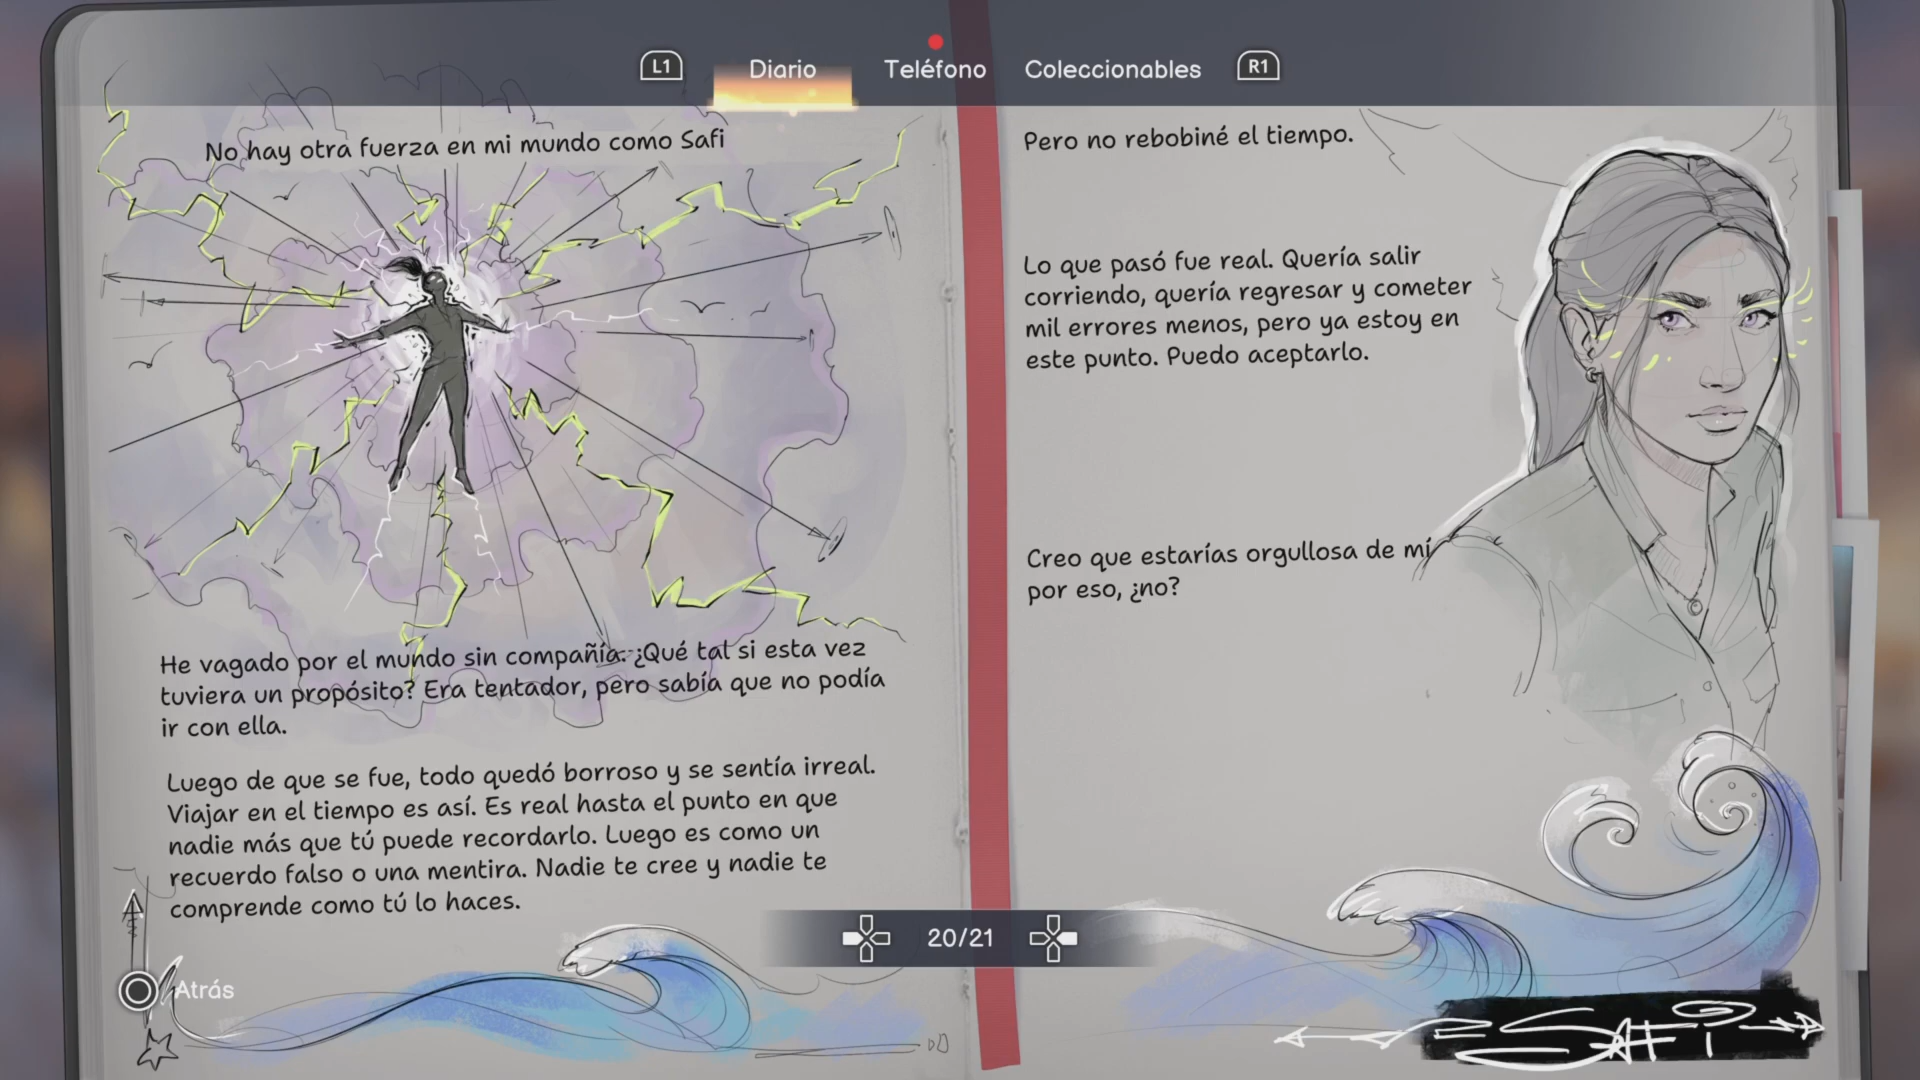 L1 Diario Teléfono Coleccionables R1
No hay otra fuerza en mi mundo como Safi
He vagado por el mundo sin compañía. ¿Qué tal si esta vez
tuviera un propósito? Era tentador, pero sabía que no podía
ir con ella.
Luego de que se fue, todo quedó borroso y se sentía irreal.
Viajar en el tiempo es así. Es real hasta el punto en que
nadie más que tú puede recordarlo. Luego es como un
recuerdo falso o una mentira. Nadie te cree y nadie te
comprende como tú lo haces.
Pero no rebobiné el tiempo.
Lo que pasó fue real. Quería salir
corriendo, quería regresar y cometer
mil errores menos, pero ya estoy en
este punto. Puedo aceptarlo.
Creo que estarías orgullosa de mí
por eso, ¿no?
SAFi
20/21
Atrás